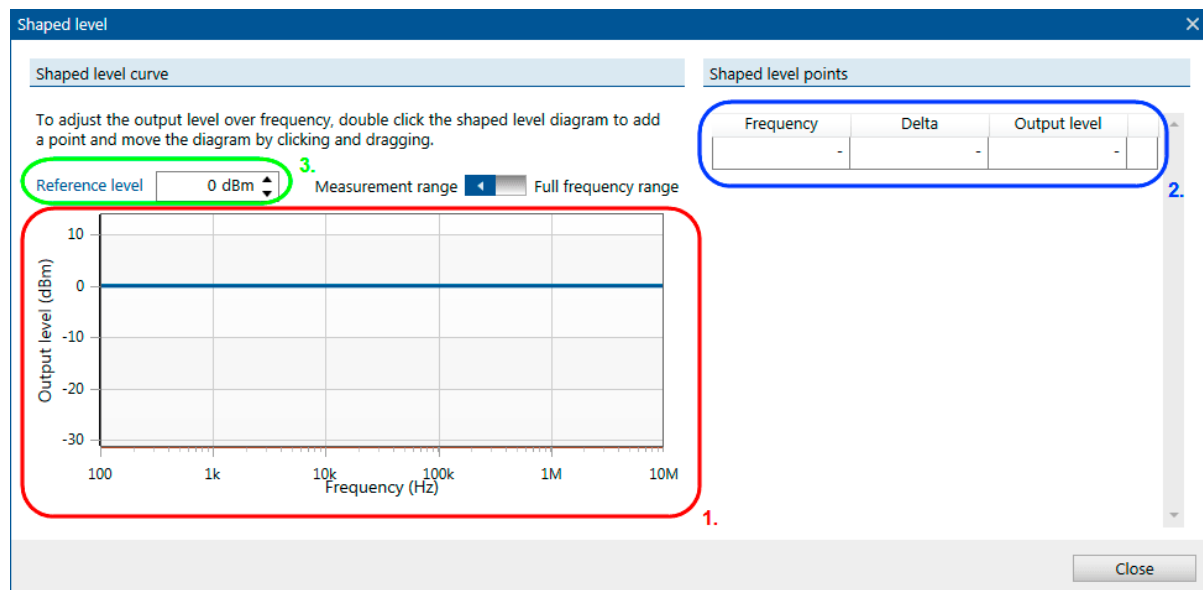 Shaped level
Shaped level curve
To adjust the output level over frequency, double click the shaped level diagram to add
a point and move the diagram by clicking and dragging.
3.
Reference level 0 dBm Measurement range Full frequency range
10
0
-10
-20
-30
Output level (dBm)
100 1k 10k 100k 1M 10M
Frequency (Hz)
1.
Shaped level points
Frequency Delta Output level
- - -
2.
Close